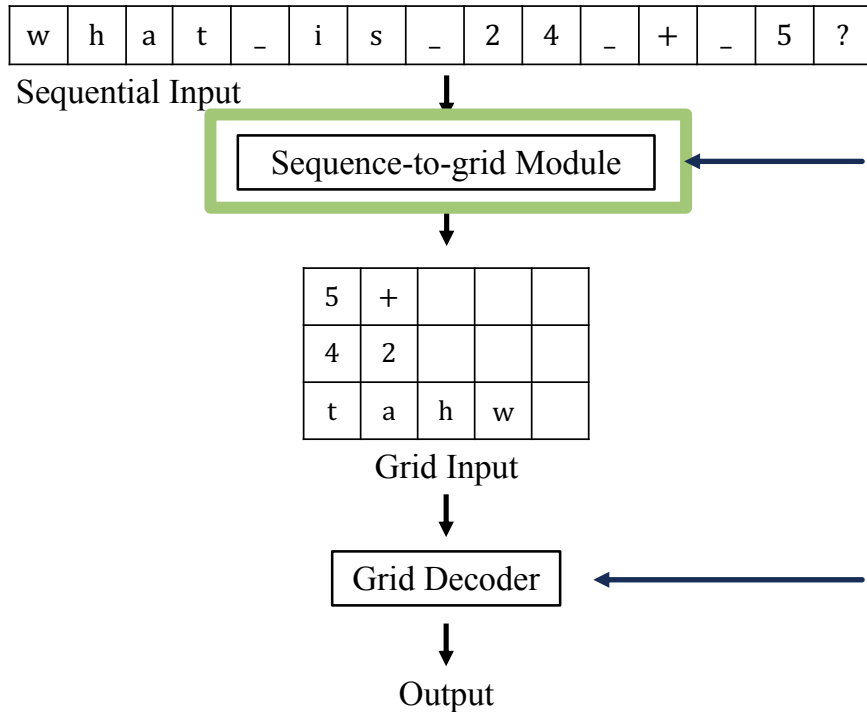 w h a t _ i s _ 2 4 _ + _ 5 ?
Sequential Input
Sequence-to-grid Module
5 +
4 2
t a h w
Grid Input
Grid Decoder
Output